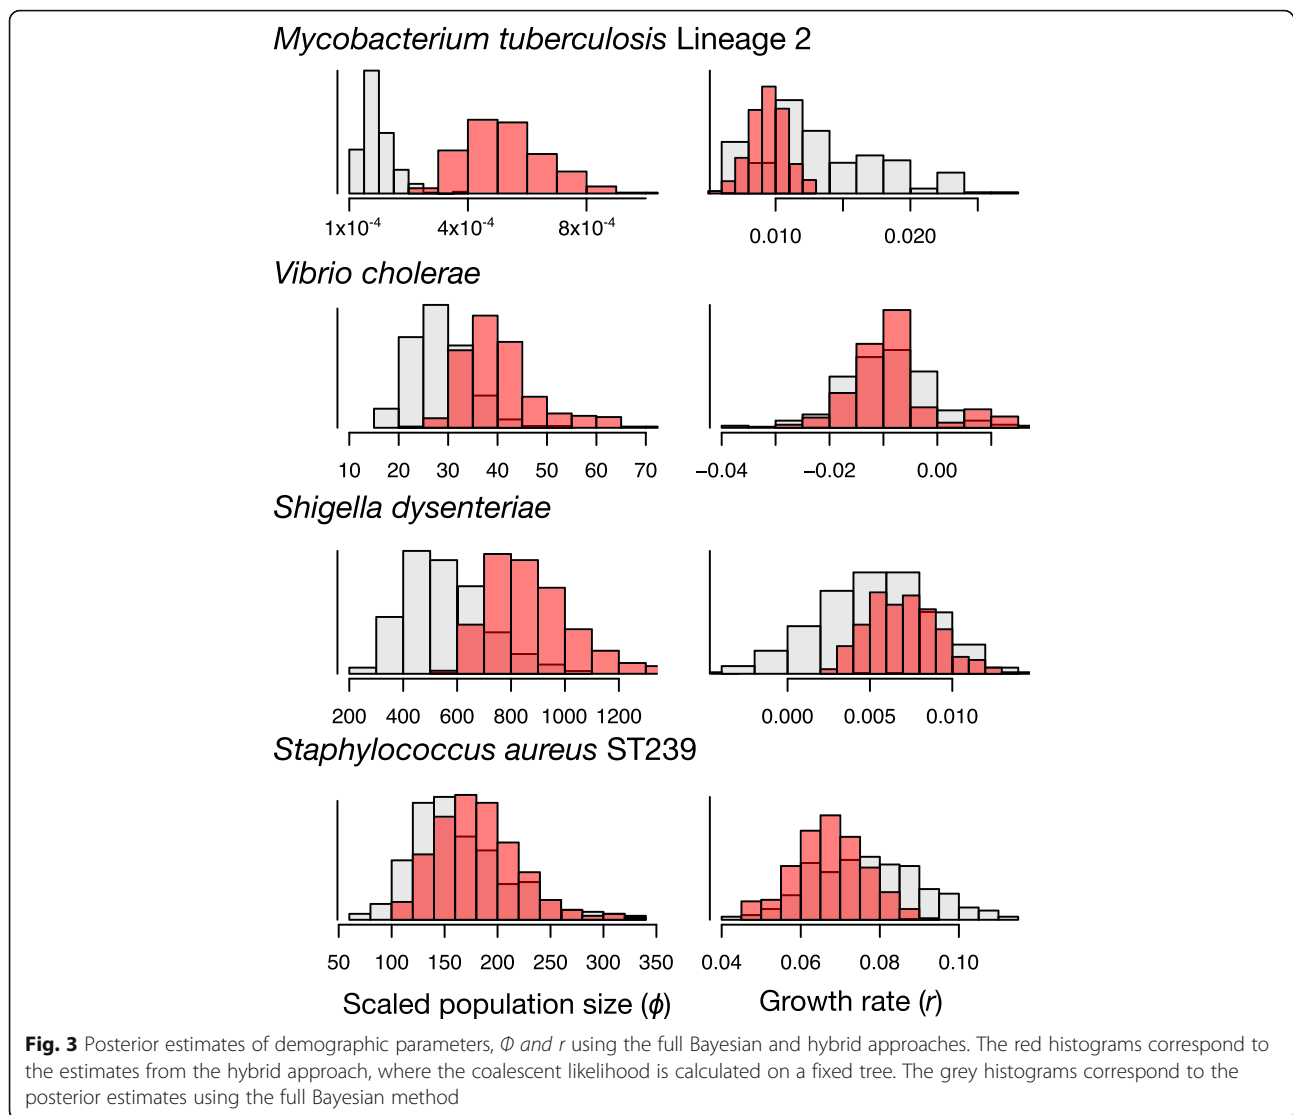 Mycobacterium tuberculosis Lineage 2
1x10-4 4x10-4 8x10-4 0.010 0.020
Vibrio cholerae
10 20 30 40 50 60 70 −0.04 −0.02 0.00
Shigella dysenteriae
200 400 600 800 1000 1200 0.000 0.005 0.010
Staphylococcus aureus ST239
50 100 150 200 250 300 350 0.04 0.06 0.08 0.10
Scaled population size (ϕ) Growth rate (r)
Fig. 3 Posterior estimates of demographic parameters, Φ and r using the full Bayesian and hybrid approaches. The red histograms correspond to
the estimates from the hybrid approach, where the coalescent likelihood is calculated on a fixed tree. The grey histograms correspond to the
posterior estimates using the full Bayesian method